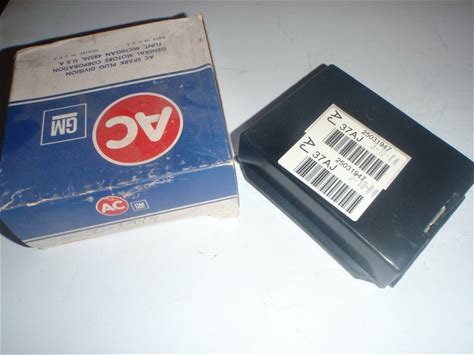 AC SPARK PLUG DIVISION
GENERAL MOTORS CORPORATION
FLINT, MICHIGAN 48556, U.S.A.
AC
GM
AC
GM
37AJ
25031947
37AJ
25031947